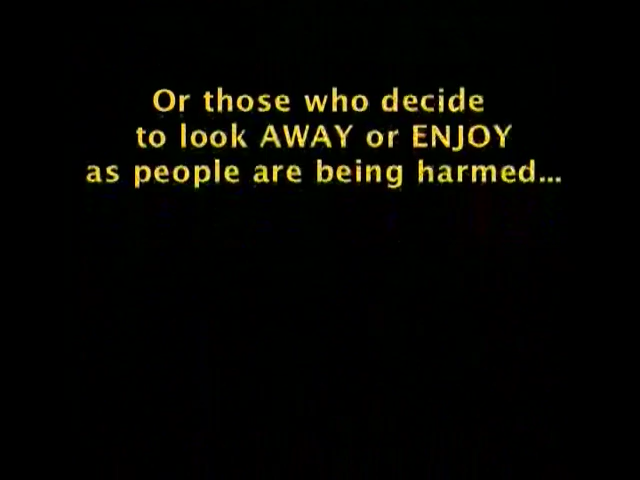 Or those who decide
to look AWAY or ENJOY
as people are being harmed...